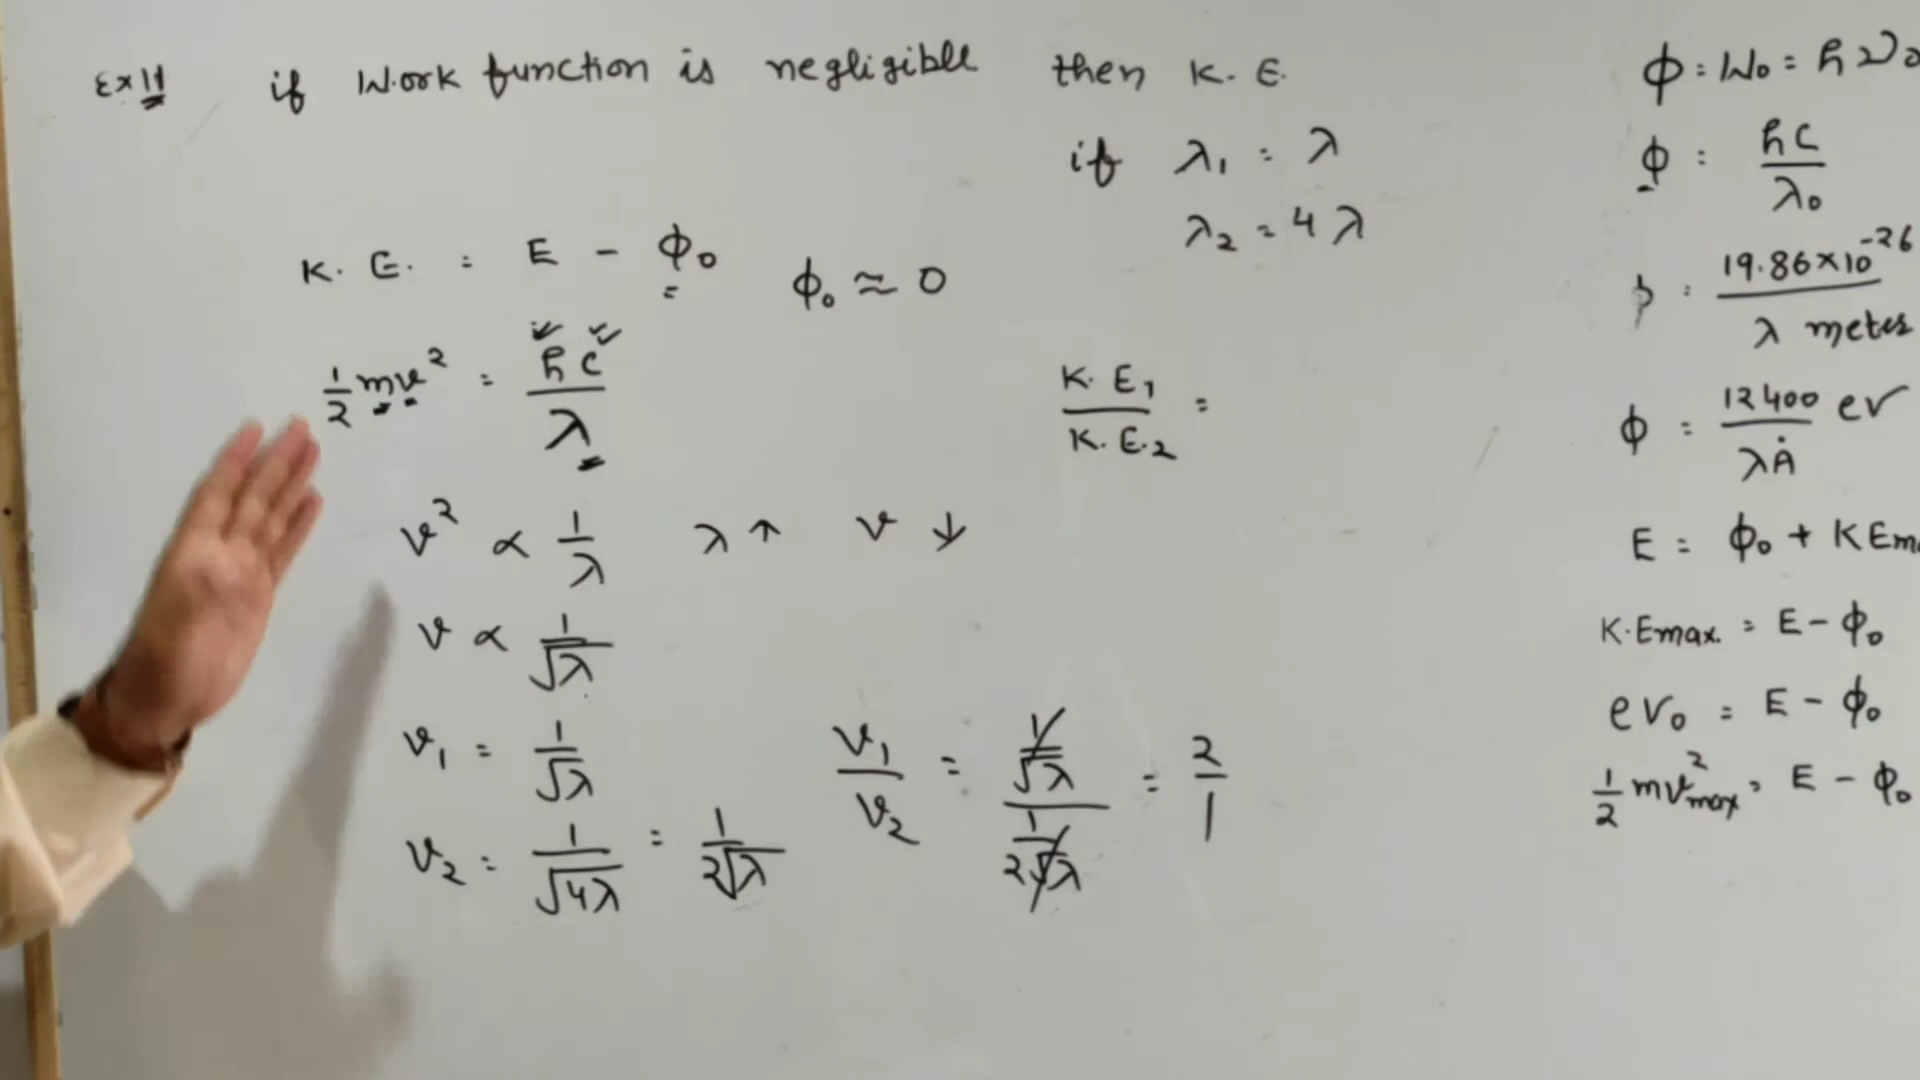 Ex 11 if Work function is negligible then K. E.
if λ₁ = λ
λ₂ = 4λ
K. E. = E - ϕ₀ ϕ₀ ≈ 0
1/2 mv² = hc/λ
K. E₁/K. E.₂ =
v² ∝ 1/λ λ ↑ v ↓
v ∝ 1/√λ
v₁ = 1/√λ
v₂ = 1/√4λ = 1/2√λ
v₁/v₂ = (1/√λ)/(1/2√λ) = 2/1
ϕ = W₀ = hν₀
ϕ = hc/λ₀
ϕ = 19.86×10⁻²⁶/λ meter
ϕ = 12400/λÅ ev
E = ϕ₀ + KEma
K.Emax. = E - ϕ₀
ev₀ = E - ϕ₀
1/2 mv²max = E - ϕ₀